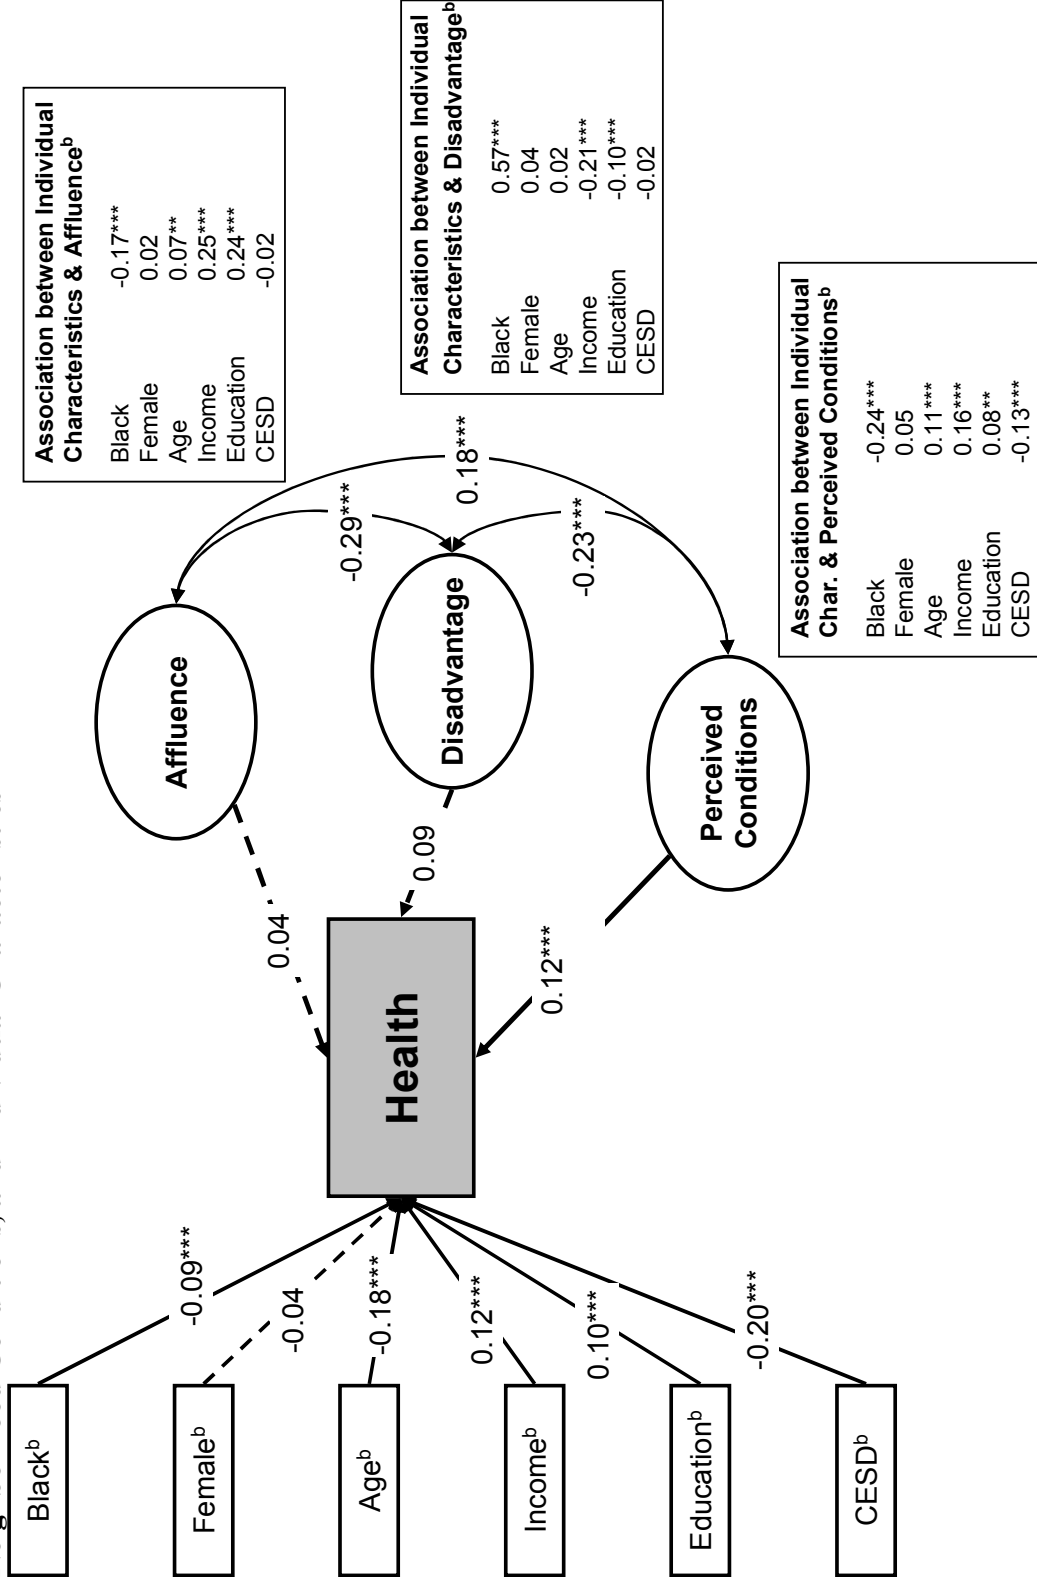 Black^b
Female^b
Age^b
Income^b
Education^b
CESD^b
-0.09***
-0.04
-0.18***
0.12***
0.10***
-0.20***
Health
0.04
0.09
0.12***
Affluence
Disadvantage
Perceived
Conditions
-0.29***
0.18***
-0.23***
Association between Individual
Characteristics & Affluence^b
Black -0.17***
Female 0.02
Age 0.07**
Income 0.25***
Education 0.24***
CESD -0.02
Association between Individual
Characteristics & Disadvantage^b
Black 0.57***
Female 0.04
Age 0.02
Income -0.21***
Education -0.10***
CESD -0.02
Association between Individual
Char. & Perceived Conditions^b
Black -0.24***
Female 0.05
Age 0.11***
Income 0.16***
Education 0.08**
CESD -0.13***